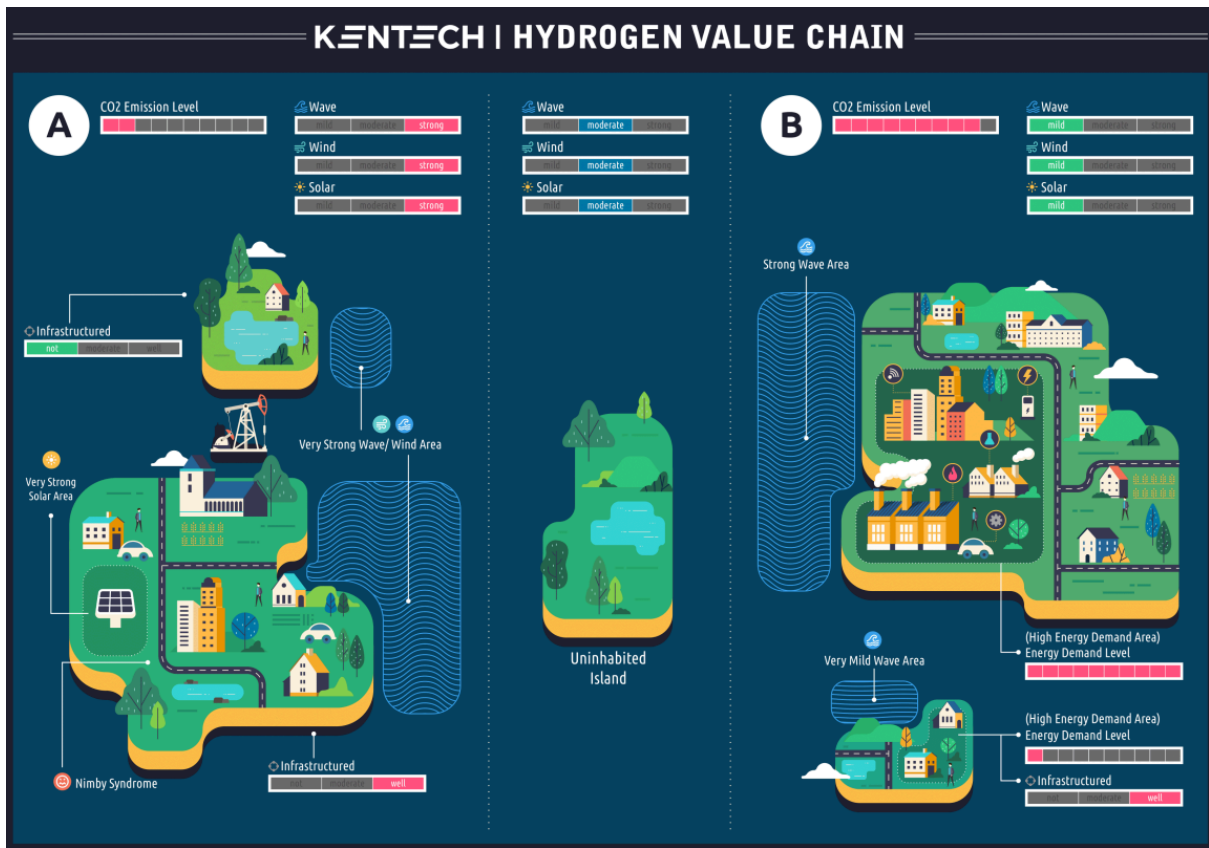 KENTECH | HYDROGEN VALUE CHAIN
A
CO2 Emission Level
Wave
mild moderate strong
Wind
mild moderate strong
Solar
mild moderate strong
Wave
mild moderate strong
Wind
mild moderate strong
Solar
mild moderate strong
B
CO2 Emission Level
Wave
mild moderate strong
Wind
mild moderate strong
Solar
mild moderate strong
Infrastructured
not moderate well
Very Strong Wave/ Wind Area
Very Strong
Solar Area
Nimby Syndrome
Infrastructured
not moderate well
Uninhabited
Island
Strong Wave Area
(High Energy Demand Area)
Energy Demand Level
Very Mild Wave Area
(High Energy Demand Area)
Energy Demand Level
Infrastructured
not moderate well